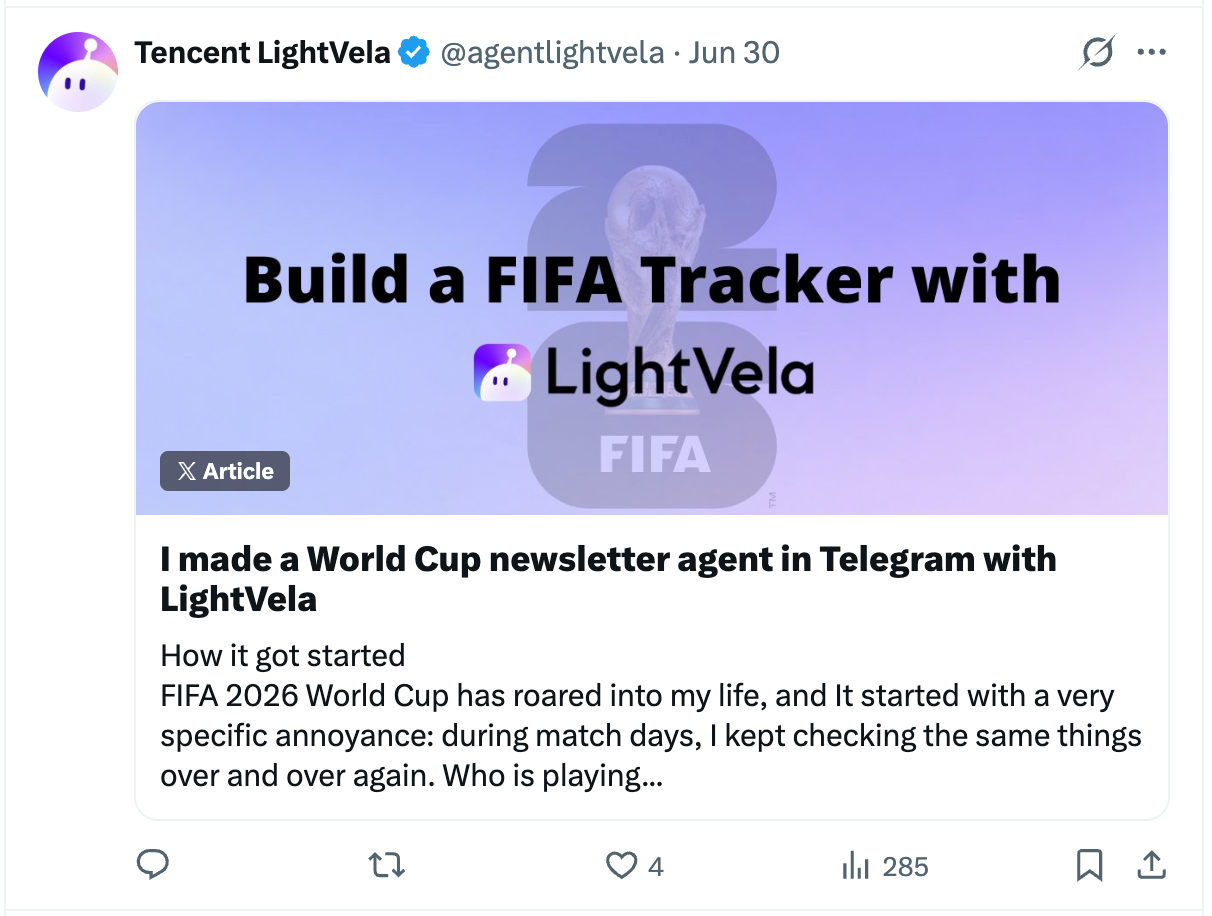 Tencent LightVela @agentlightvela · Jun 30
Build a FIFA Tracker with
LightVela
FIFA
TM
X Article
I made a World Cup newsletter agent in Telegram with
LightVela
How it got started
FIFA 2026 World Cup has roared into my life, and It started with a very
specific annoyance: during match days, I kept checking the same things
over and over again. Who is playing...
4 285